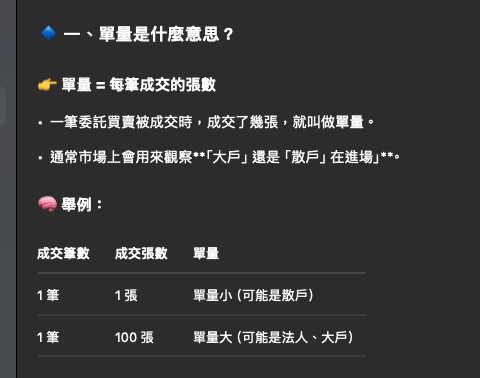 🔷 一、單量是什麼意思？
👉 單量 = 每筆成交的張數
• 一筆委託買賣被成交時，成交了幾張，就叫做單量。
• 通常市場上會用來觀察**「大戶」還是「散戶」在進場」**。
🧠 舉例：
成交筆數 成交張數 單量
1 筆 1 張 單量小 (可能是散戶)
1 筆 100 張 單量大 (可能是法人、大戶)